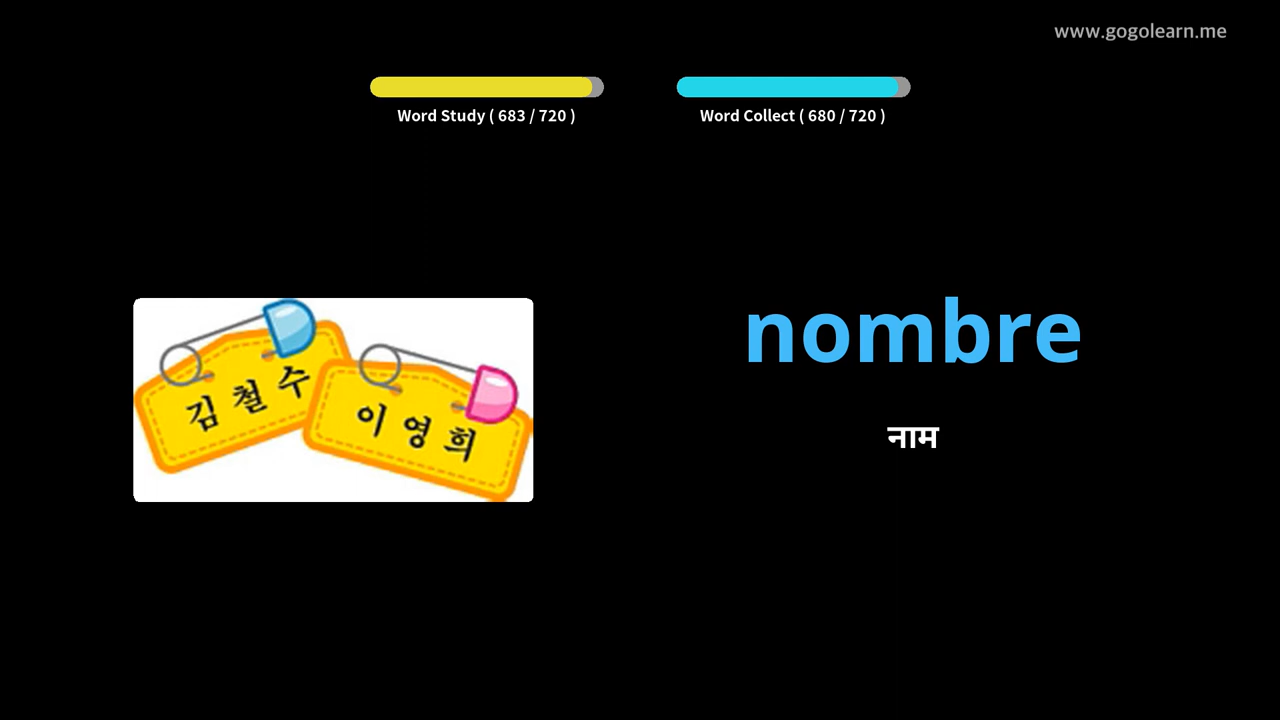 www.gogolearn.me
Word Study ( 683 / 720 )
Word Collect ( 680 / 720 )
김철수
이영희
nombre
नाम